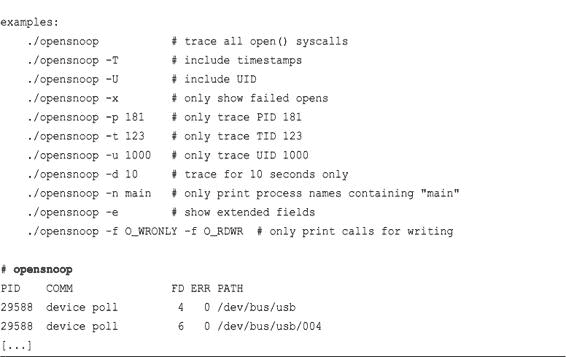 examples:
    ./opensnoop           # trace all open() syscalls
    ./opensnoop -T        # include timestamps
    ./opensnoop -U        # include UID
    ./opensnoop -x        # only show failed opens
    ./opensnoop -p 181    # only trace PID 181
    ./opensnoop -t 123    # only trace TID 123
    ./opensnoop -u 1000   # only trace UID 1000
    ./opensnoop -d 10     # trace for 10 seconds only
    ./opensnoop -n main   # only print process names containing "main"
    ./opensnoop -e        # show extended fields
    ./opensnoop -f O_WRONLY -f O_RDWR  # only print calls for writing
# opensnoop
PID    COMM               FD ERR PATH
29588  device poll         4   0 /dev/bus/usb
29588  device poll         6   0 /dev/bus/usb/004
[...]